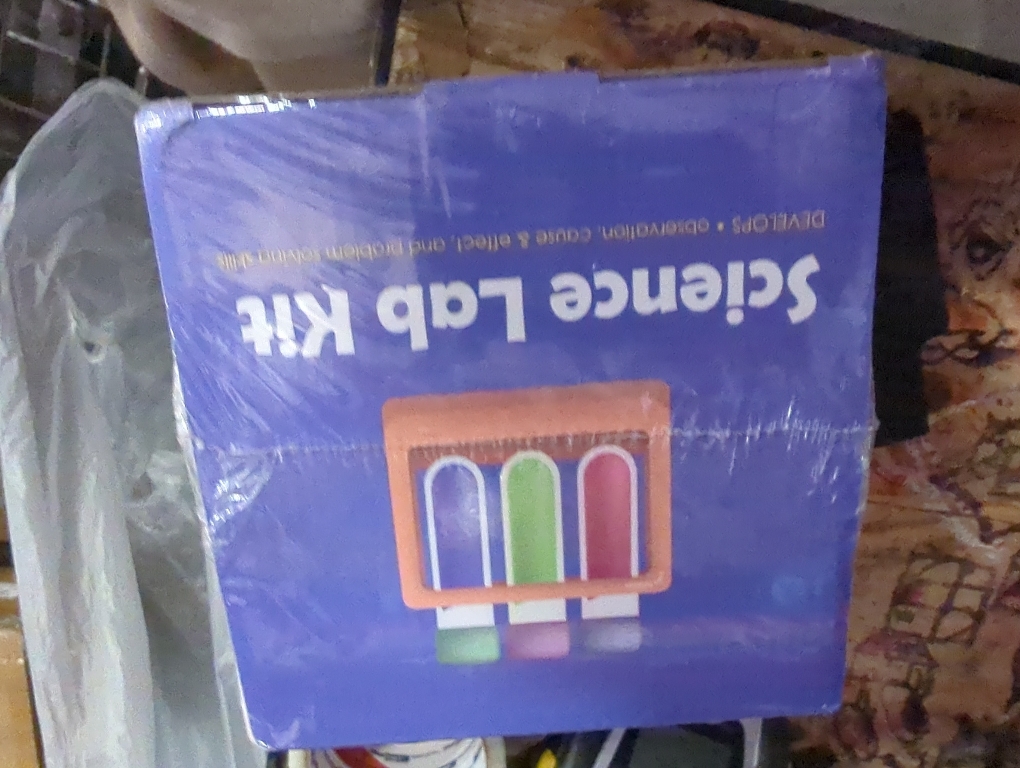 Science Lab Kit
DEVELOPS • observation, cause & effect, and problem solving skills